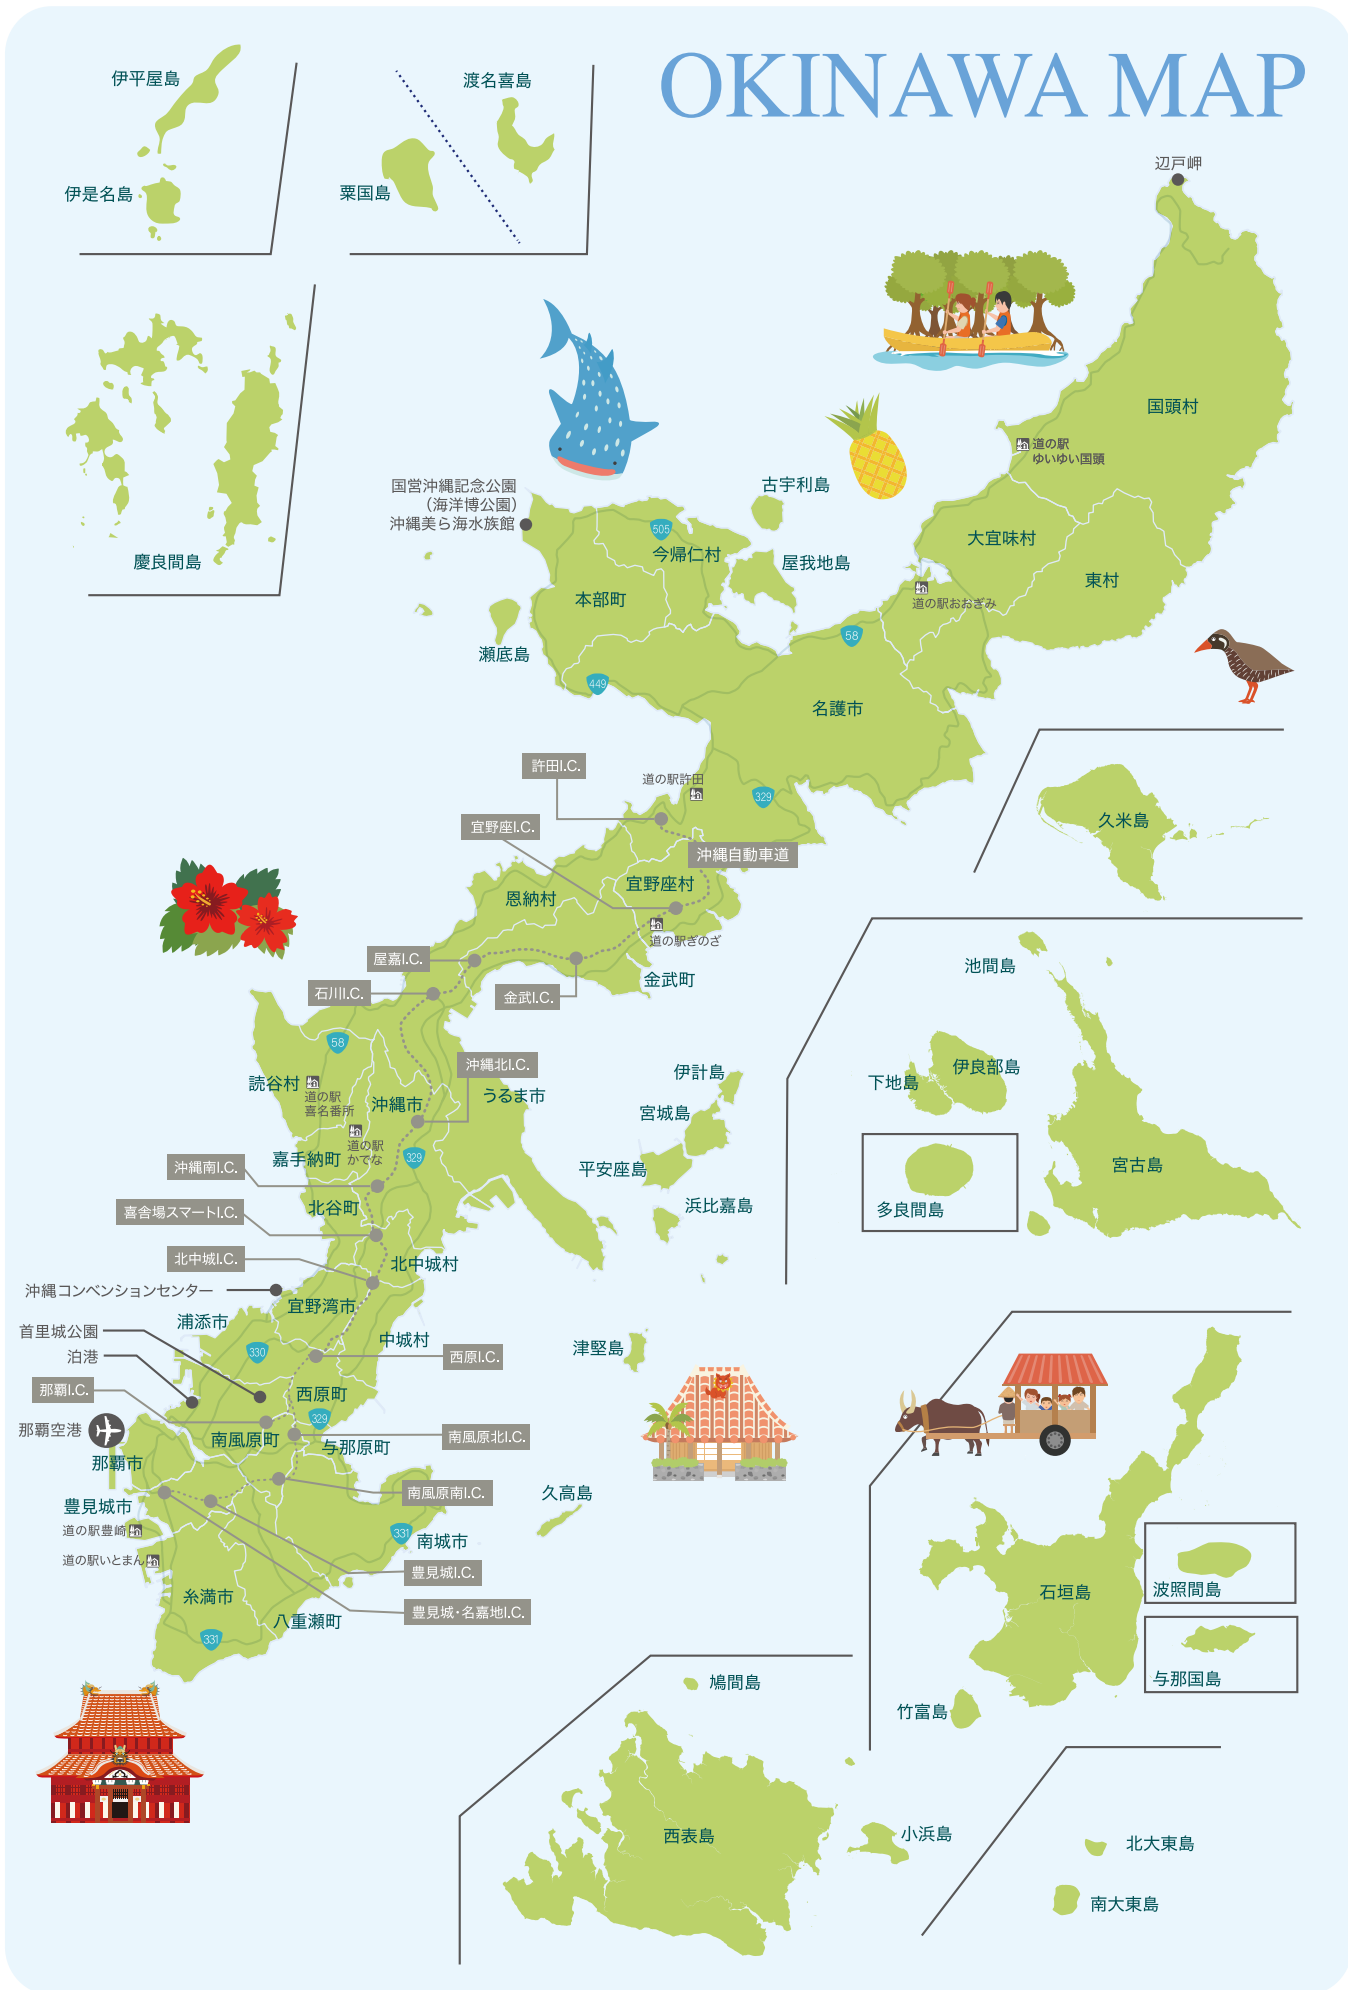 OKINAWA MAP
伊平屋島
伊是名島
渡名喜島
粟国島
慶良間島
辺戸岬
国頭村
道の駅
ゆいゆい国頭
大宜味村
東村
道の駅おおぎみ
国営沖縄記念公園
（海洋博公園）
沖縄美ら海水族館
古宇利島
505
今帰仁村
屋我地島
本部町
瀬底島
58
449
名護市
許田I.C.
道の駅許田
329
宜野座I.C.
沖縄自動車道
宜野座村
恩納村
道の駅ぎのざ
屋嘉I.C.
金武町
石川I.C.
金武I.C.
久米島
58
沖縄北I.C.
読谷村
道の駅
喜名番所
沖縄市
うるま市
伊計島
宮城島
道の駅
かでな
嘉手納町
329
沖縄南I.C.
平安座島
北谷町
浜比嘉島
喜舎場スマートI.C.
北中城I.C.
北中城村
沖縄コンベンションセンター
宜野湾市
浦添市
首里城公園
中城村
泊港
330
西原I.C.
津堅島
那覇I.C.
西原町
329
那覇空港
南風原町
与那原町
南風原北I.C.
那覇市
豊見城市
南風原南I.C.
久高島
道の駅豊崎
331
南城市
道の駅いとまん
豊見城I.C.
糸満市
豊見城・名嘉地I.C.
八重瀬町
331
池間島
伊良部島
下地島
宮古島
多良間島
石垣島
波照間島
与那国島
竹富島
鳩間島
西表島
小浜島
北大東島
南大東島